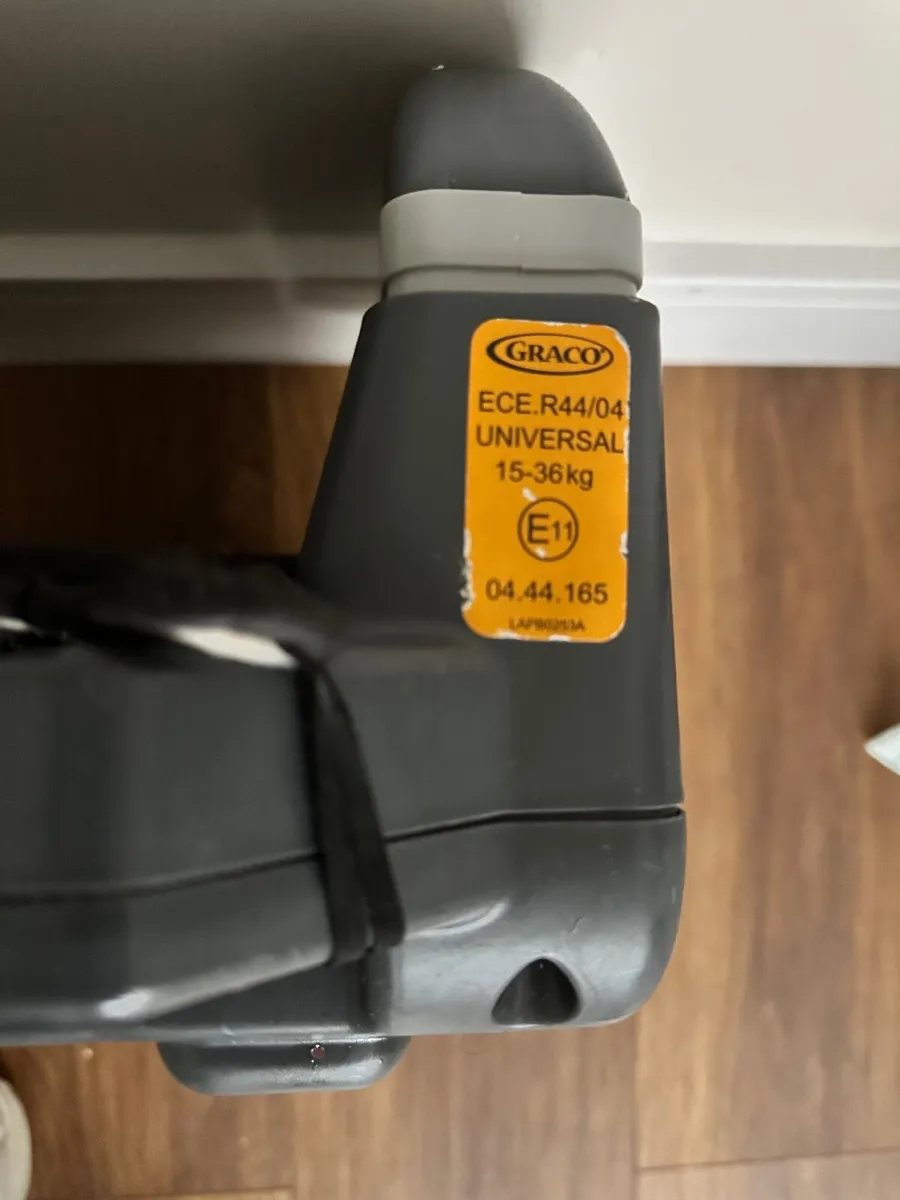 GRACO
ECE.R44/04
UNIVERSAL
15-36kg
E11
04.44.165